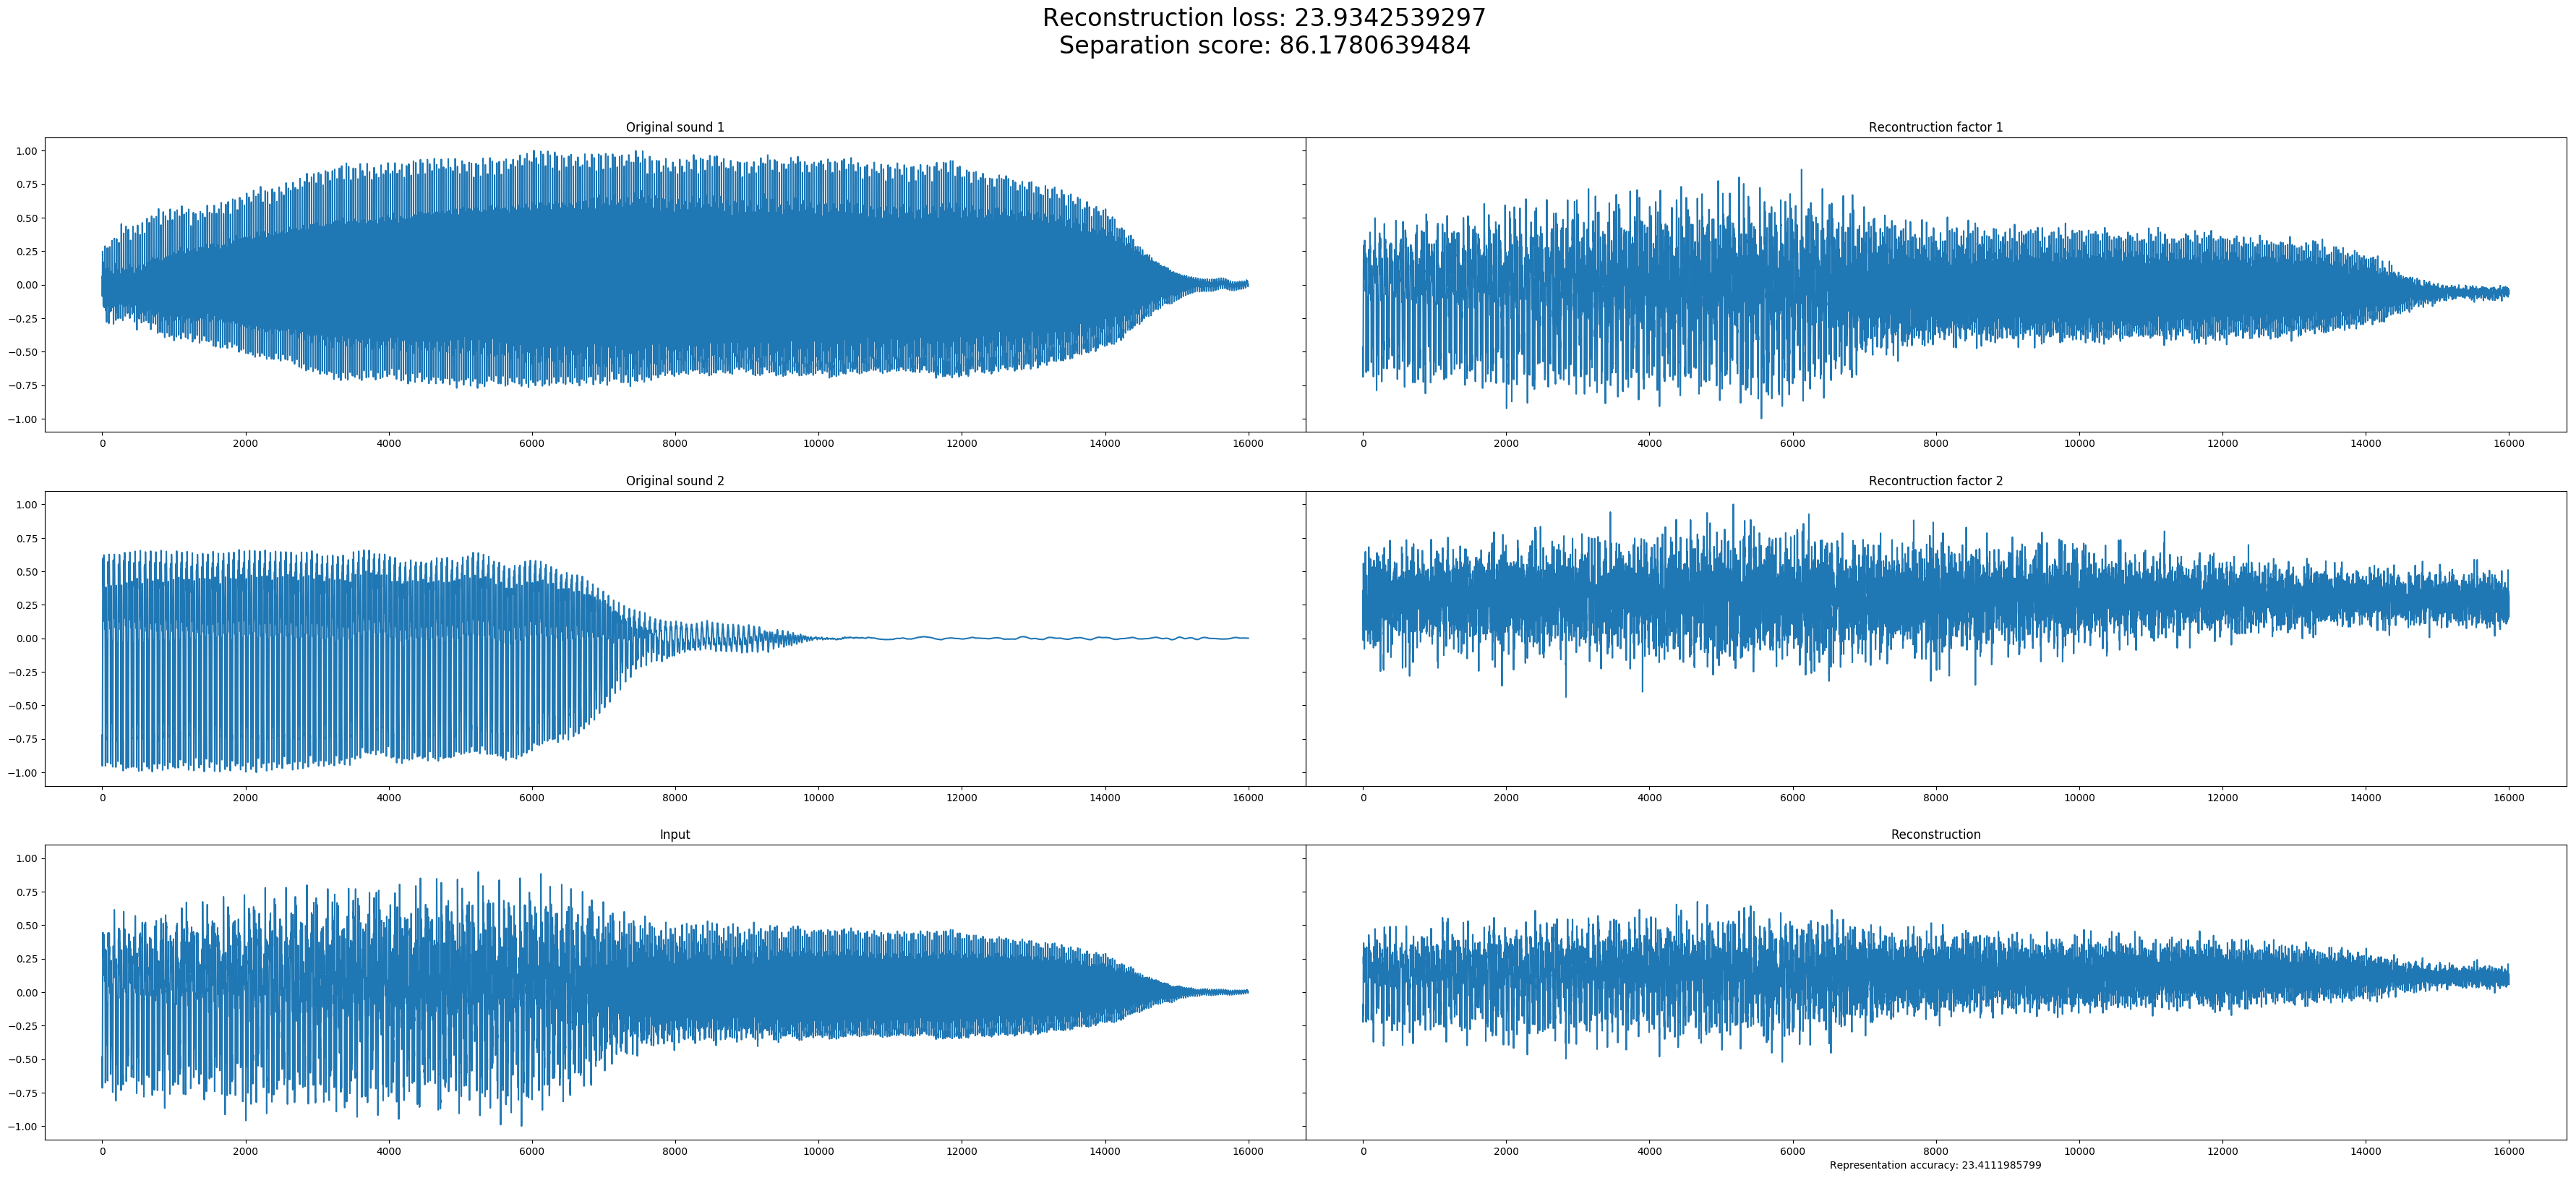 Reconstruction loss: 23.9342539297
Separation score: 86.1780639484
Original sound 1
Recontruction factor 1
1.00
0.75
0.50
0.25
0.00
−0.25
−0.50
−0.75
−1.00
0 2000 4000 6000 8000 10000 12000 14000 16000
0 2000 4000 6000 8000 10000 12000 14000 16000
Original sound 2
Reconstruction factor 2
1.00
0.75
0.50
0.25
0.00
−0.25
−0.50
−0.75
−1.00
0 2000 4000 6000 8000 10000 12000 14000 16000
0 2000 4000 6000 8000 10000 12000 14000 16000
Input
Reconstruction
1.00
0.75
0.50
0.25
0.00
−0.25
−0.50
−0.75
−1.00
0 2000 4000 6000 8000 10000 12000 14000 16000
0 2000 4000 6000 8000 10000 12000 14000 16000
Representation accuracy: 23.4111985799